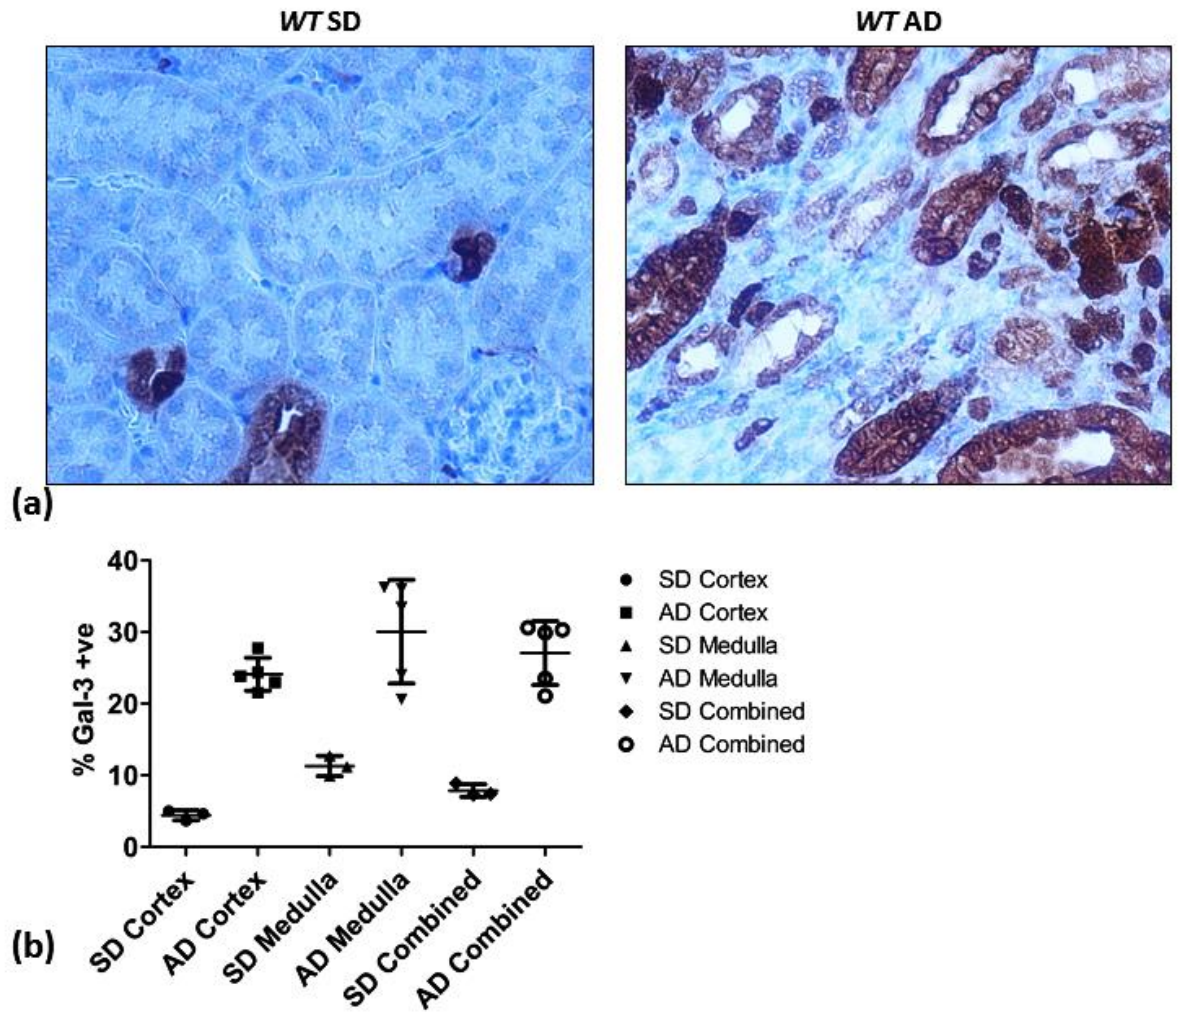 WT SD
WT AD
(a)
40
30
20
10
0
% Gal-3 +ve
SD Cortex
AD Cortex
SD Medulla
AD Medulla
SD Combined
AD Combined
SD Cortex
AD Cortex
SD Medulla
AD Medulla
SD Combined
AD Combined
(b)